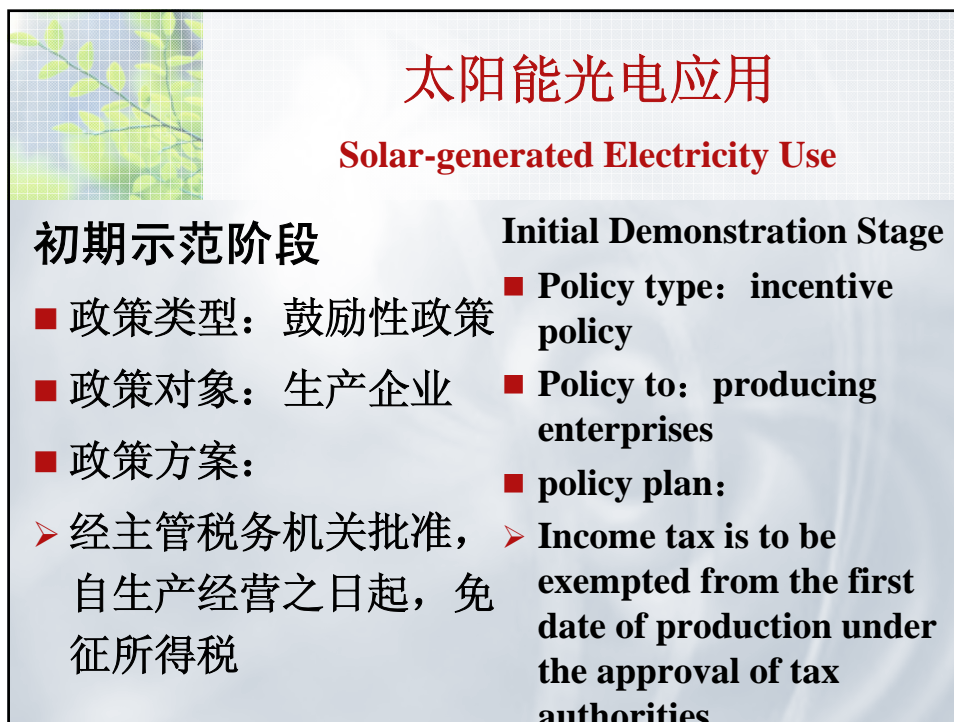 太阳能光电应用
Solar-generated Electricity Use
初期示范阶段
■ 政策类型：鼓励性政策
■ 政策对象：生产企业
■ 政策方案：
➢ 经主管税务机关批准，
自生产经营之日起，免
征所得税
Initial Demonstration Stage
■ Policy type：incentive
policy
■ Policy to：producing
enterprises
■ policy plan：
➢ Income tax is to be
exempted from the first
date of production under
the approval of tax
authorities